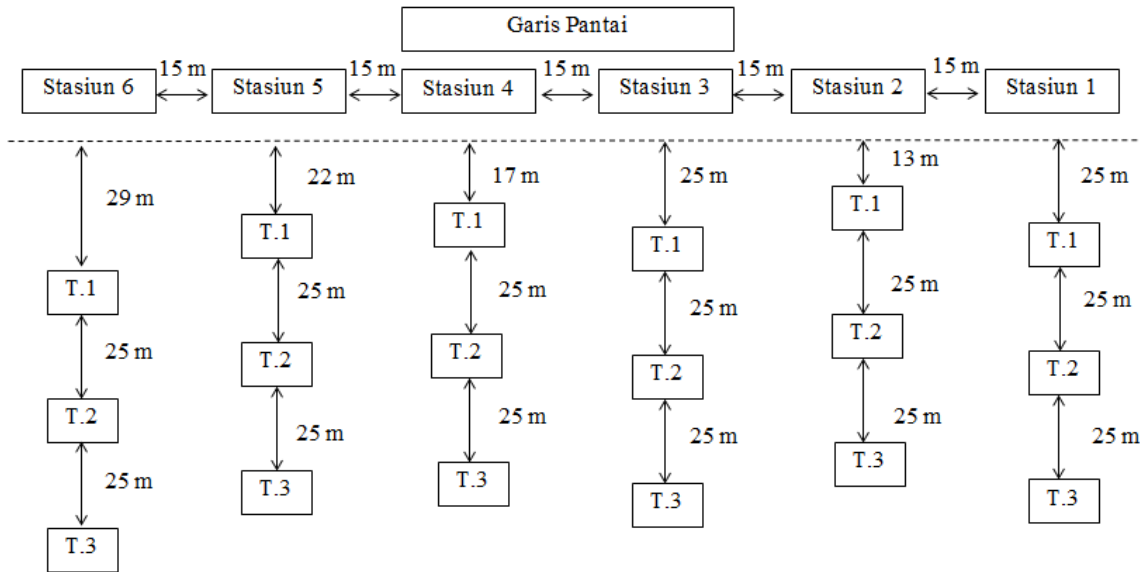 Garis Pantai
15 m 15 m 15 m 15 m 15 m
Stasiun 6 Stasiun 5 Stasiun 4 Stasiun 3 Stasiun 2 Stasiun 1
29 m 22 m 17 m 25 m 13 m 25 m
T.1 T.1 T.1 T.1 T.1 T.1
25 m 25 m 25 m 25 m 25 m 25 m
T.2 T.2 T.2 T.2 T.2 T.2
25 m 25 m 25 m 25 m 25 m 25 m
T.3 T.3 T.3 T.3 T.3 T.3